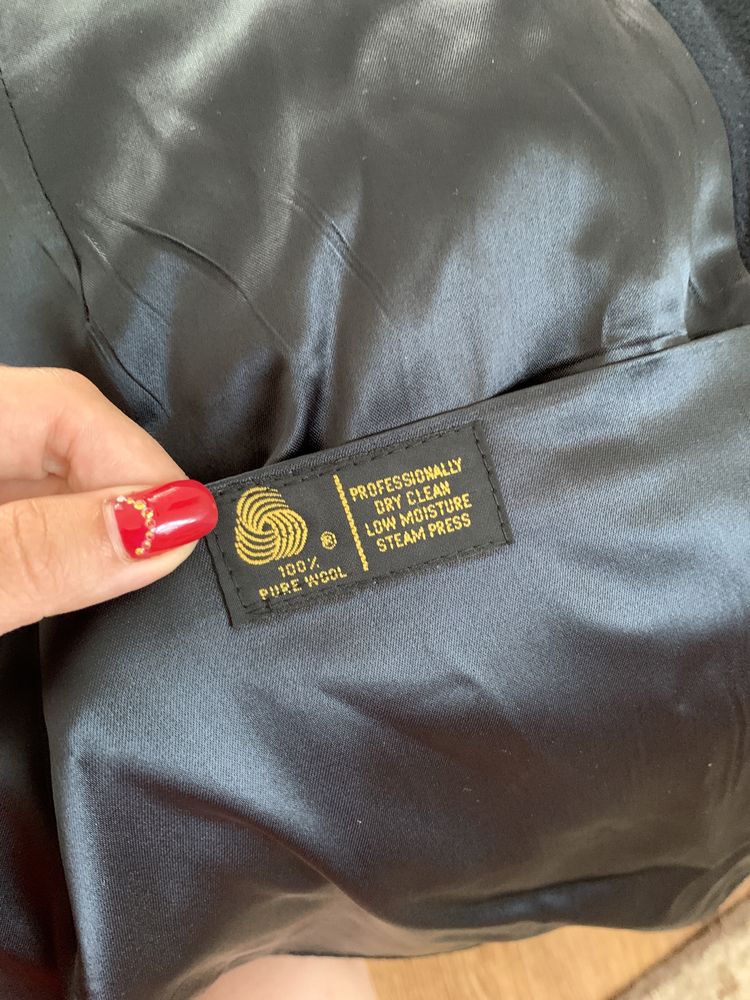 ®
100%
PURE WOOL
PROFESSIONALLY
DRY CLEAN
LOW MOISTURE
STEAM PRESS